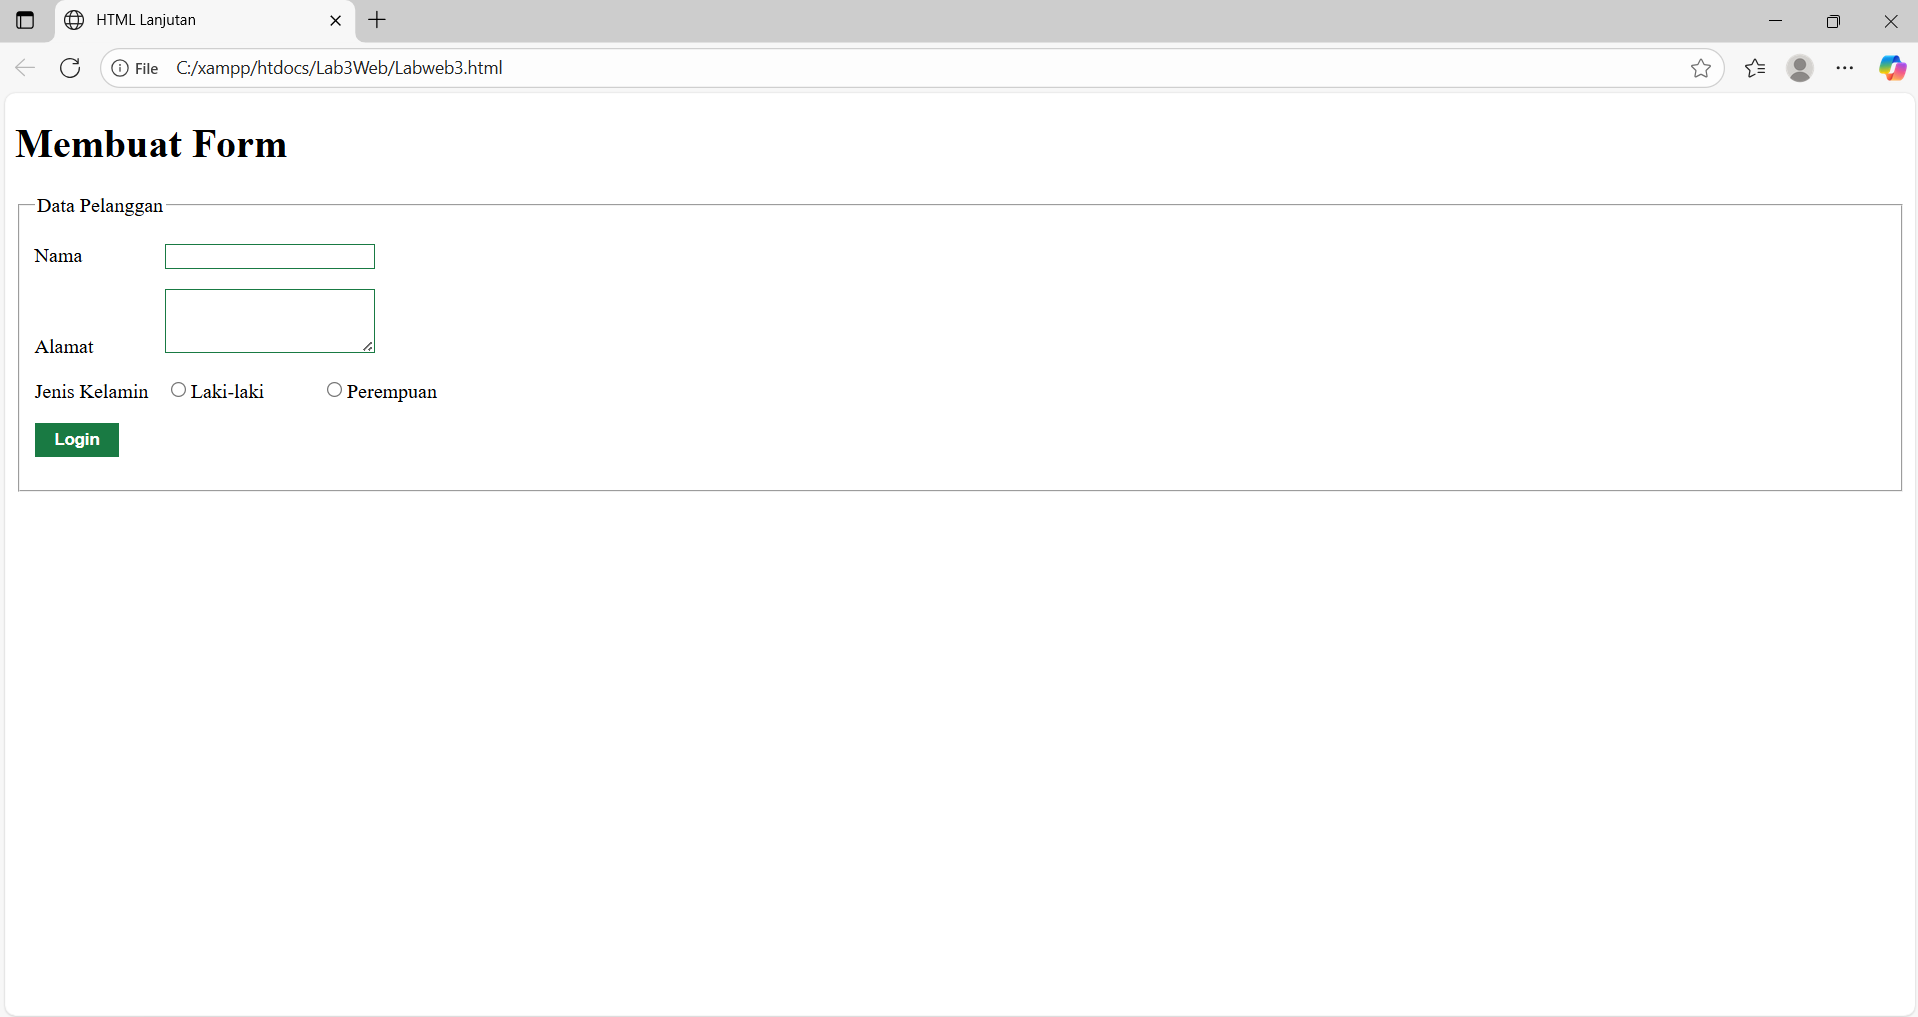 HTML Lanjutan
File C:/xampp/htdocs/Lab3Web/Labweb3.html
Membuat Form
Data Pelanggan
Nama
Alamat
Jenis Kelamin Laki-laki Perempuan
Login